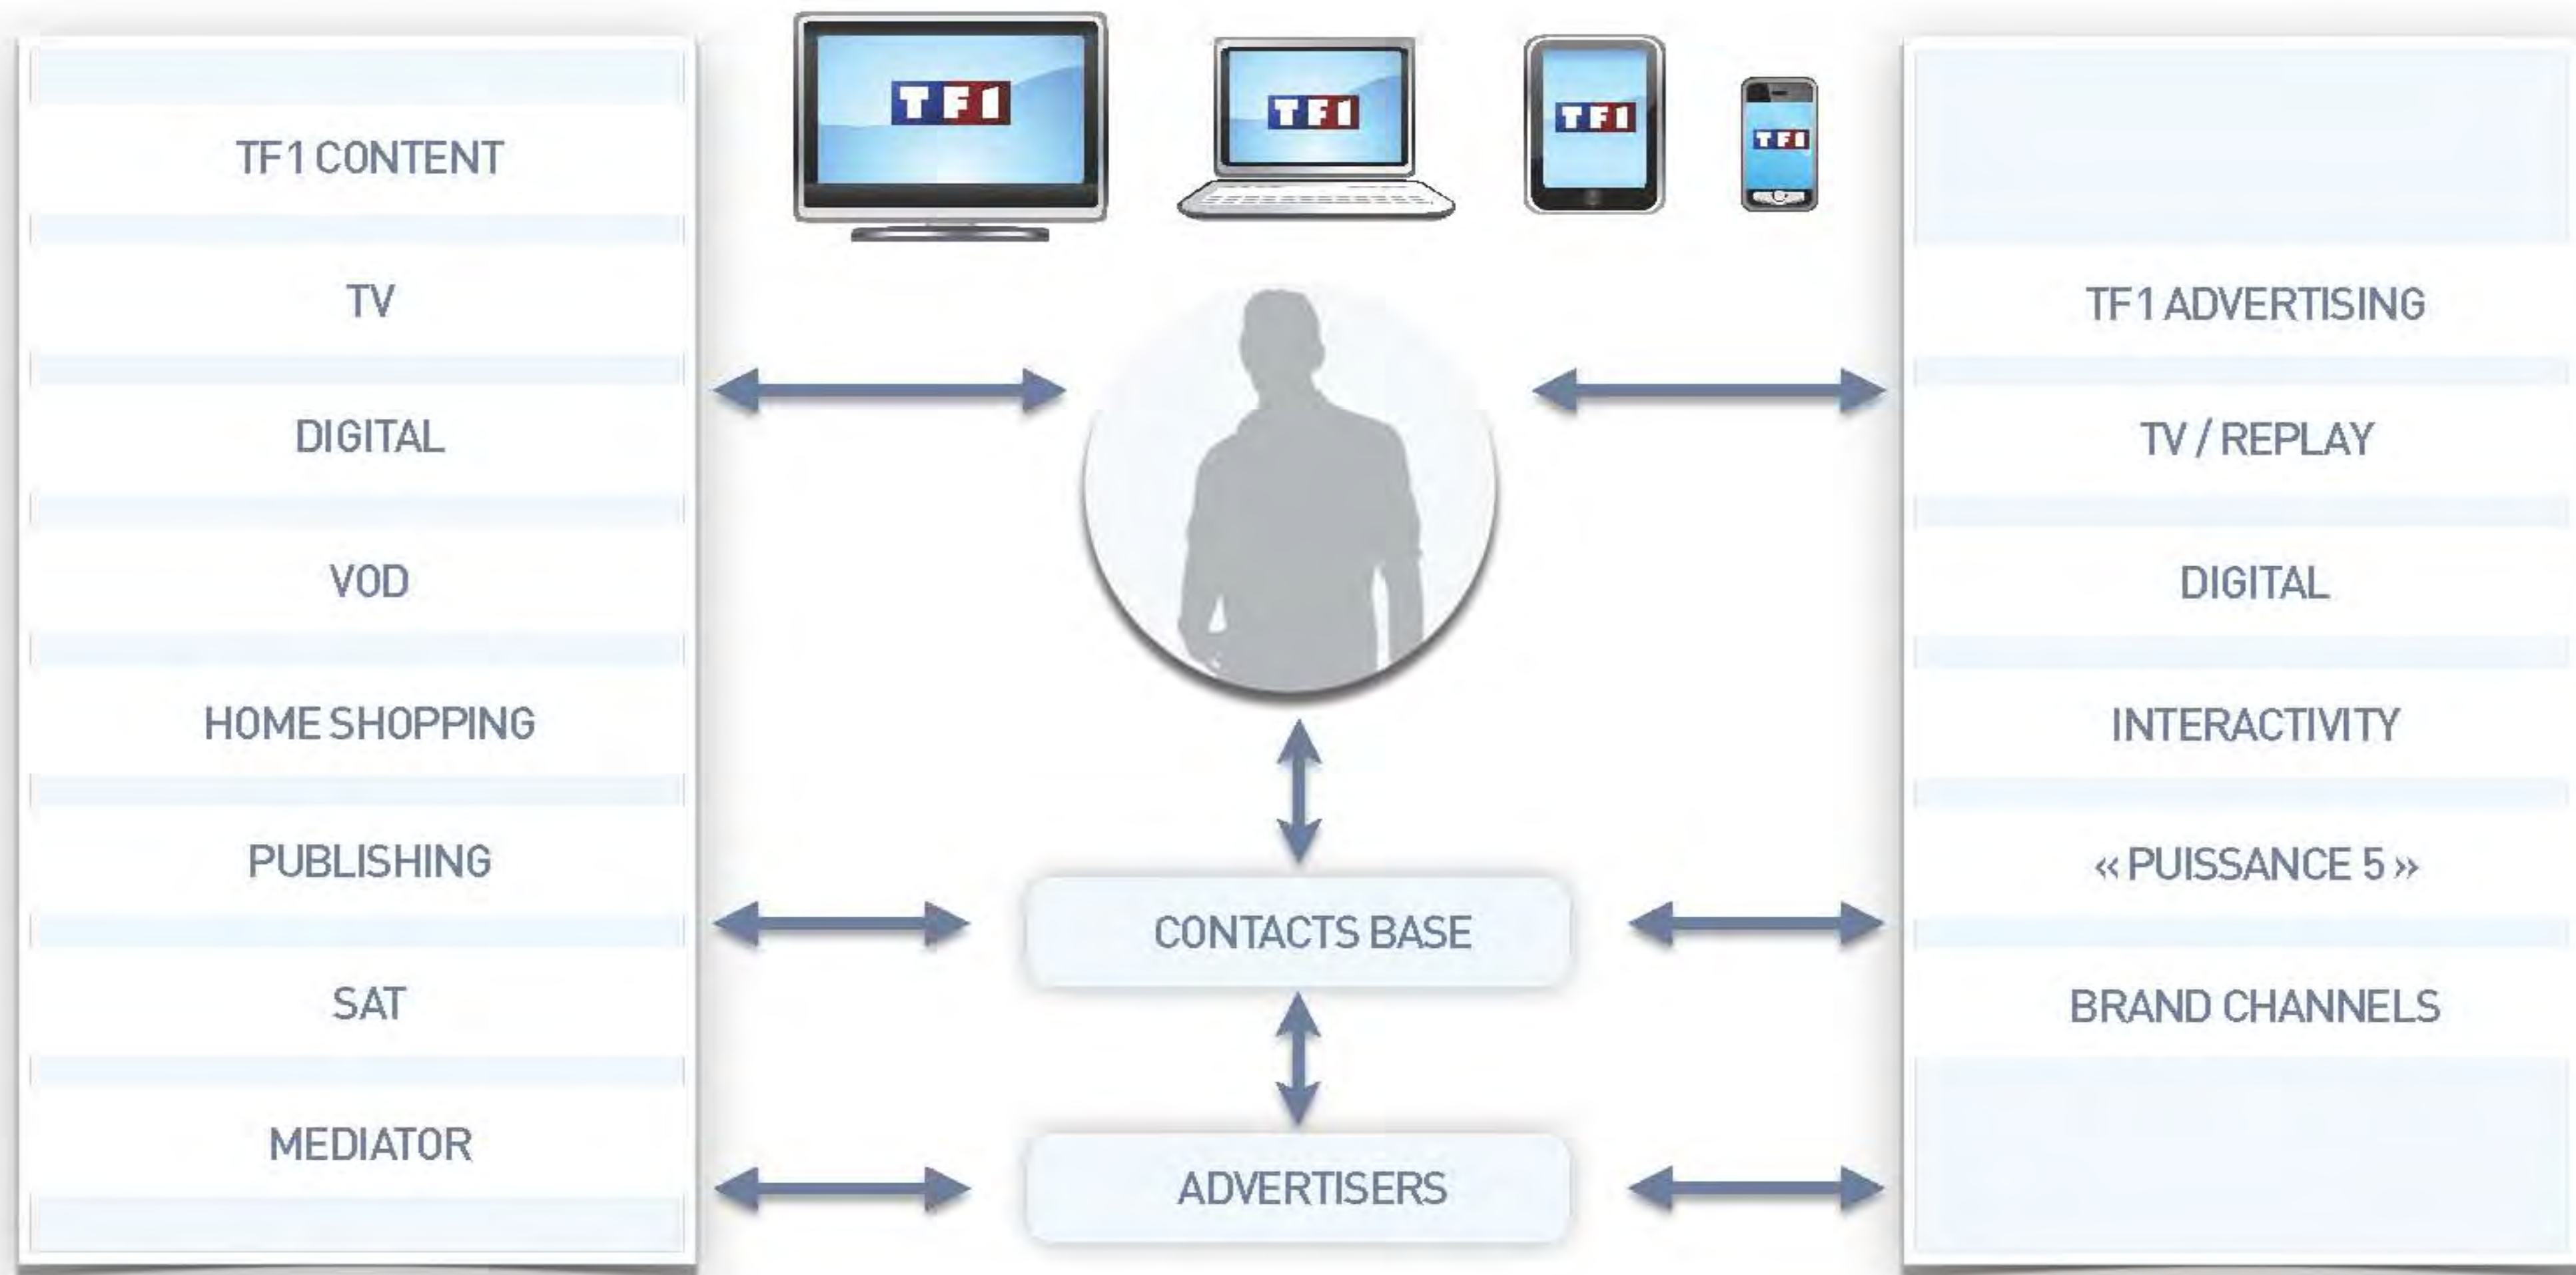 TF1 CONTENT
TV
DIGITAL
VOD
HOME SHOPPING
PUBLISHING
SAT
MEDIATOR
TF1
TF1
TF1
TF1
CONTACTS BASE
ADVERTISERS
TF1 ADVERTISING
TV / REPLAY
DIGITAL
INTERACTIVITY
« PUISSANCE 5 »
BRAND CHANNELS